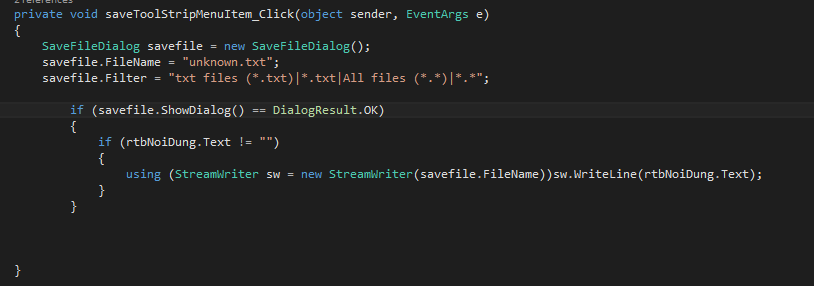 2 references
private void saveToolStripMenuItem_Click(object sender, EventArgs e)
{
SaveFileDialog savefile = new SaveFileDialog();
savefile.FileName = "unknown.txt";
savefile.Filter = "txt files (*.txt)|*.txt|All files (*.*)|*.*";
if (savefile.ShowDialog() == DialogResult.OK)
{
if (rtbNoiDung.Text != "")
{
using (StreamWriter sw = new StreamWriter(savefile.FileName))sw.WriteLine(rtbNoiDung.Text);
}
}
}